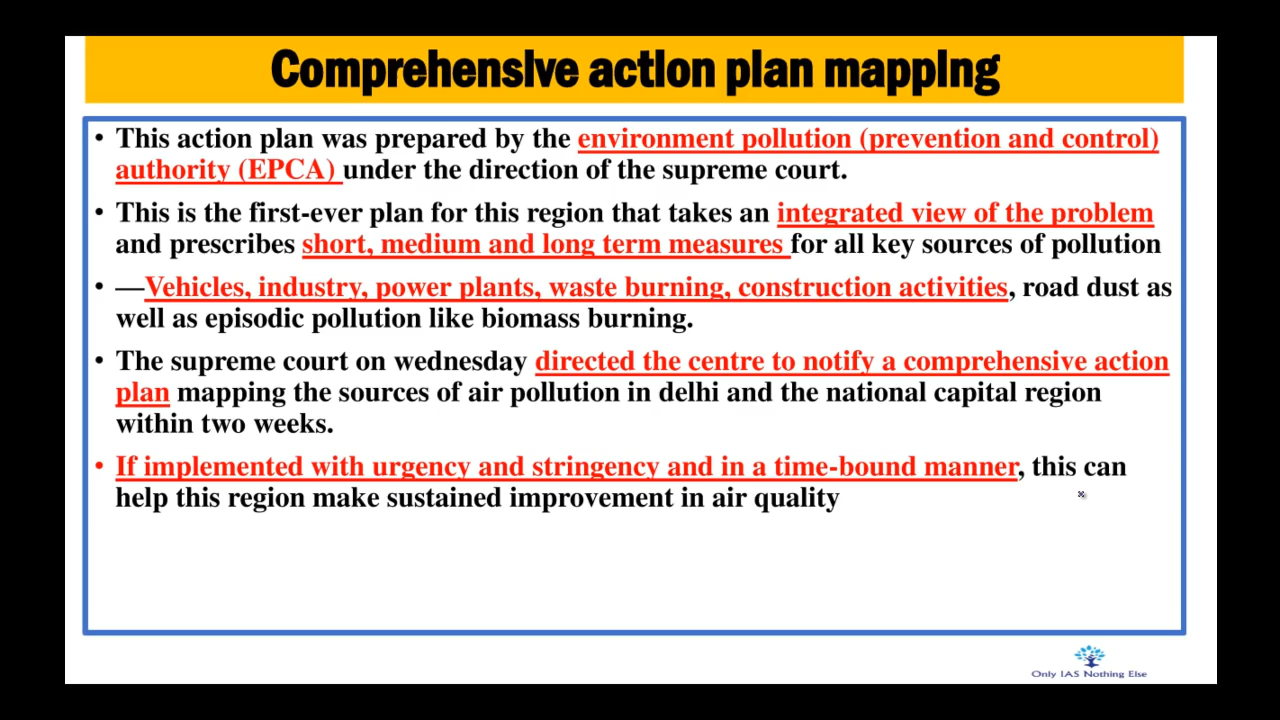 Comprehensive action plan mapping
• This action plan was prepared by the environment pollution (prevention and control)
authority (EPCA) under the direction of the supreme court.
• This is the first-ever plan for this region that takes an integrated view of the problem
and prescribes short, medium and long term measures for all key sources of pollution
• —Vehicles, industry, power plants, waste burning, construction activities, road dust as
well as episodic pollution like biomass burning.
• The supreme court on wednesday directed the centre to notify a comprehensive action
plan mapping the sources of air pollution in delhi and the national capital region
within two weeks.
• If implemented with urgency and stringency and in a time-bound manner, this can
help this region make sustained improvement in air quality
Only IAS Nothing Else